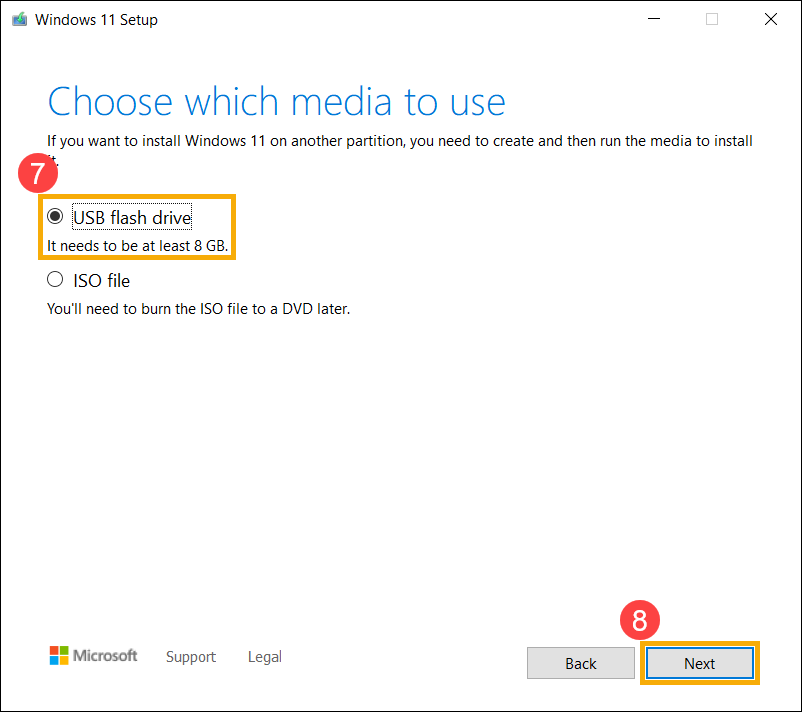 Windows 11 Setup
Choose which media to use
If you want to install Windows 11 on another partition, you need to create and then run the media to install
it.
7
USB flash drive
It needs to be at least 8 GB.
ISO file
You'll need to burn the ISO file to a DVD later.
8
Microsoft Support Legal Back Next